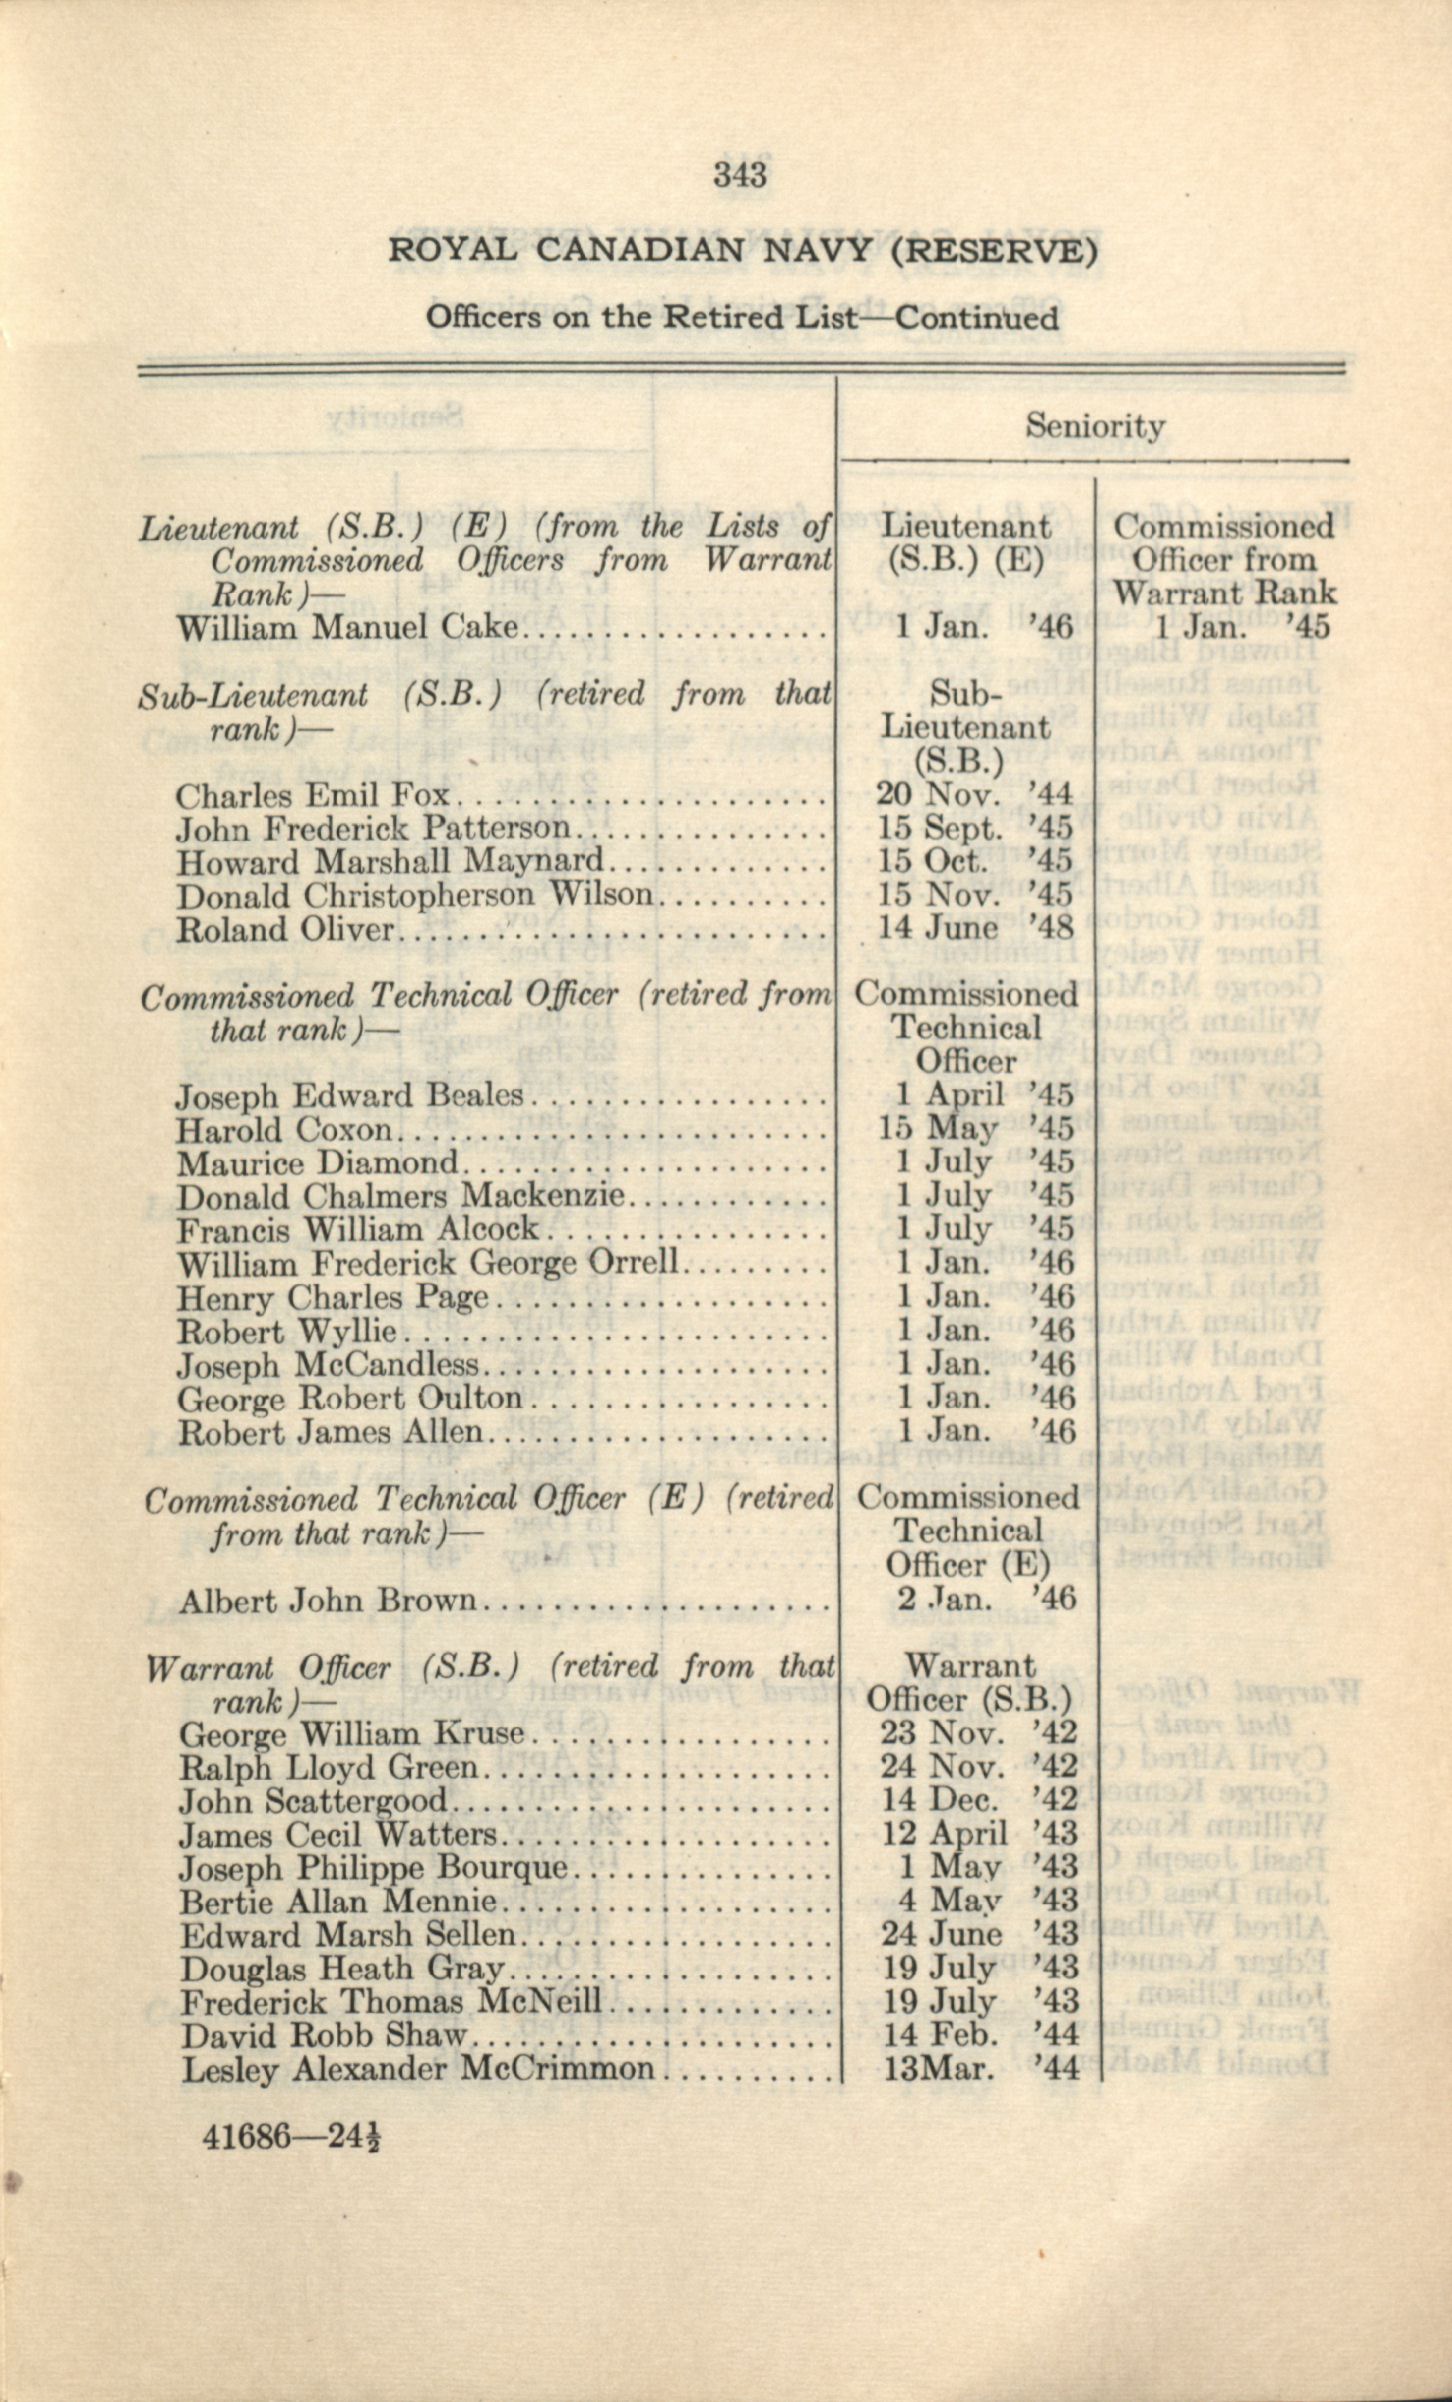 343
ROYAL CANADIAN NAVY (RESERVE)
Officers on the Retired List—Continued
Seniority
Lieutenant (S.B.) (E) (from the Lists of Lieutenant Commissioned
Commissioned Officers from Warrant (S.B.) (E) Officer from
Rank)— Warrant Rank
William Manuel Cake................... 1 Jan. '46 1 Jan. '45
Sub-Lieutenant (S.B.) (retired from that Sub-
rank)— Lieutenant
(S.B.)
Charles Emil Fox....................... 20 Nov. '44
John Frederick Patterson................ 15 Sept. '45
Howard Marshall Maynard.............. 15 Oct. '45
Donald Christopherson Wilson........... 15 Nov. '45
Roland Oliver.......................... 14 June '48
Commissioned Technical Officer (retired from Commissioned
that rank)— Technical
Officer
Joseph Edward Beales.................. 1 April '45
Harold Coxon.......................... 15 May '45
Maurice Diamond...................... 1 July '45
Donald Chalmers Mackenzie............. 1 July '45
Francis William Alcock................. 1 July '45
William Frederick George Orrell......... 1 Jan. '46
Henry Charles Page.................... 1 Jan. '46
Robert Wyllie.......................... 1 Jan. '46
Joseph McCandless..................... 1 Jan. '46
George Robert Oulton.................. 1 Jan. '46
Robert James Allen..................... 1 Jan. '46
Commissioned Technical Officer (E) (retired Commissioned
from that rank)— Technical
Officer (E)
Albert John Brown..................... 2 Jan. '46
Warrant Officer (S.B.) (retired from that Warrant
rank)— Officer (S.B.)
George William Kruse.................. 23 Nov. '42
Ralph Lloyd Green..................... 24 Nov. '42
John Scattergood....................... 14 Dec. '42
James Cecil Watters.................... 12 April '43
Joseph Philippe Bourque................ 1 May '43
Bertie Allan Mennie.................... 4 May '43
Edward Marsh Sellen................... 24 June '43
Douglas Heath Gray.................... 19 July '43
Frederick Thomas McNeill.............. 19 July '43
David Robb Shaw...................... 14 Feb. '44
Lesley Alexander McCrimmon........... 13Mar. '44
41686—24½